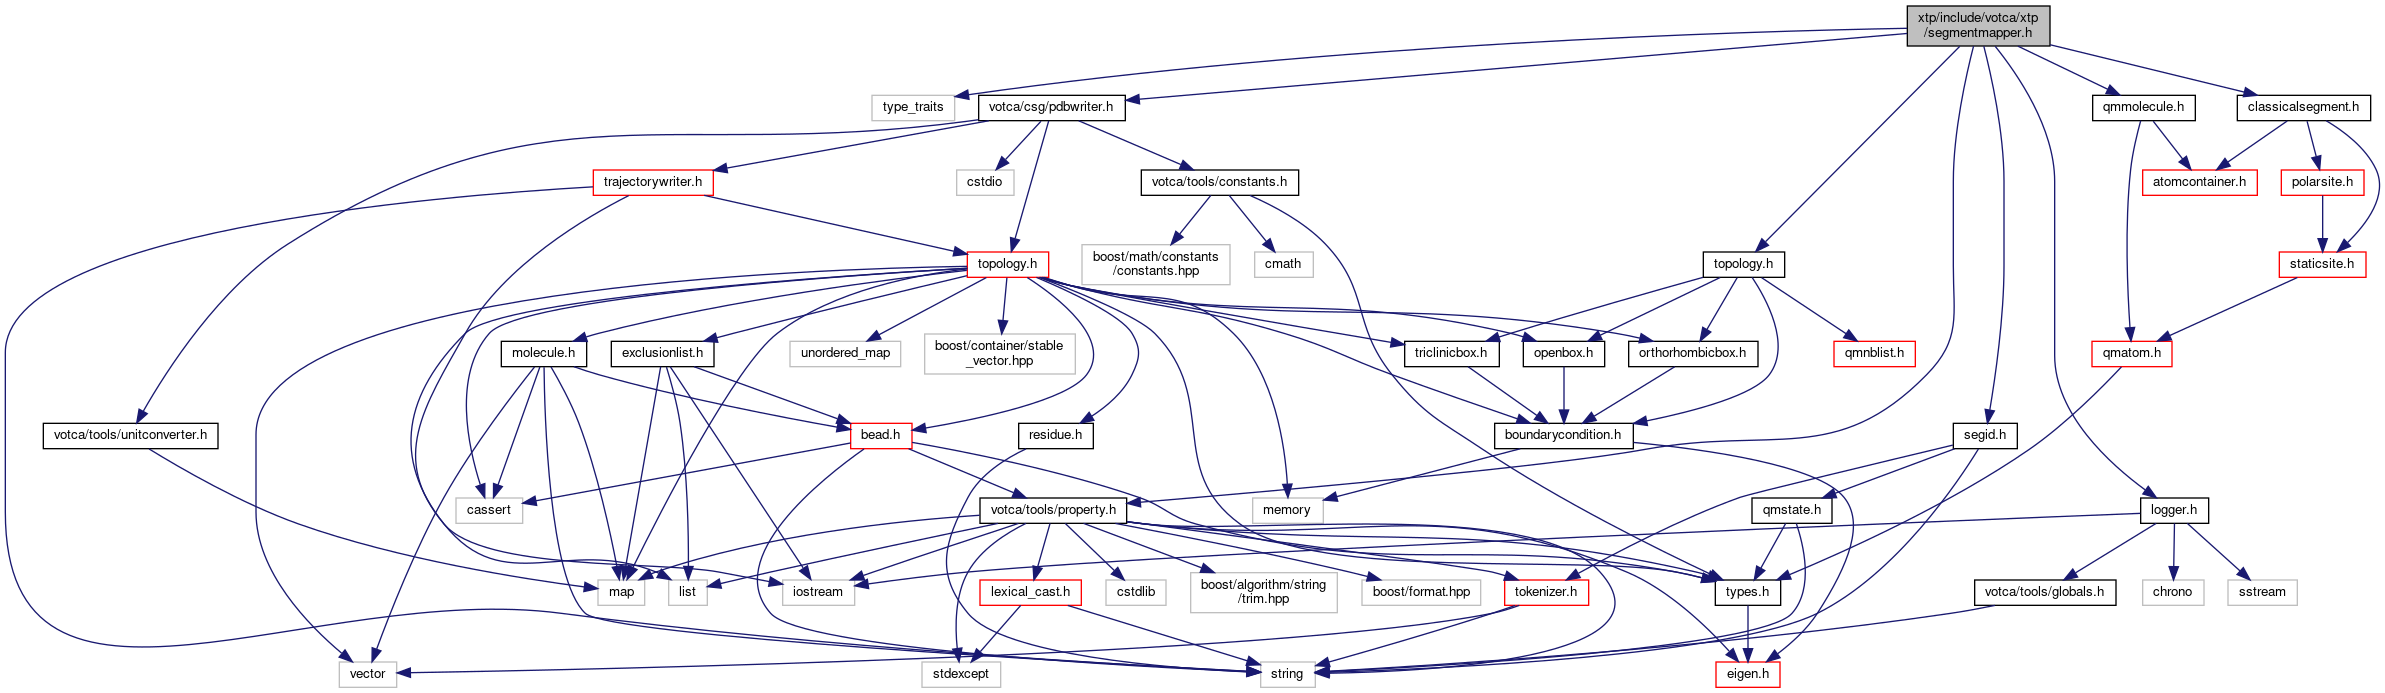 xtp/include/votca/xtp
/segmentmapper.h
type_traits
votca/csg/pdbwriter.h
qmmolecule.h
classicalsegment.h
trajectorywriter.h
cstdio
votca/tools/constants.h
atomcontainer.h
polarsite.h
topology.h
boost/math/constants
/constants.hpp
cmath
topology.h
staticsite.h
molecule.h
exclusionlist.h
unordered_map
boost/container/stable
_vector.hpp
triclinicbox.h
openbox.h
orthorhombicbox.h
qmnblist.h
qmatom.h
votca/tools/unitconverter.h
bead.h
residue.h
boundarycondition.h
segid.h
cassert
votca/tools/property.h
memory
qmstate.h
logger.h
map
list
iostream
lexical_cast.h
cstdlib
boost/algorithm/string
/trim.hpp
boost/format.hpp
tokenizer.h
types.h
votca/tools/globals.h
chrono
sstream
vector
stdexcept
string
eigen.h